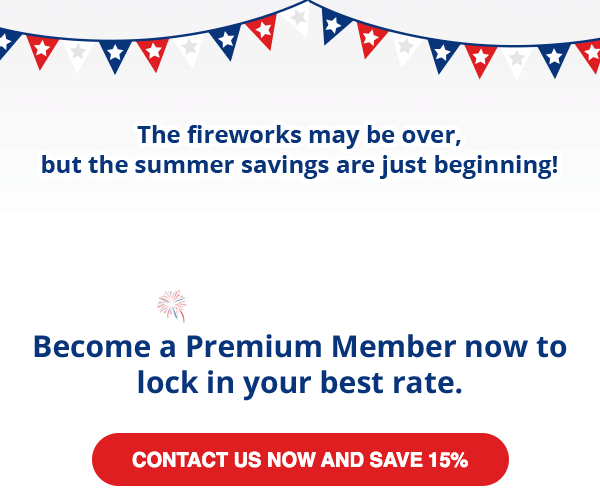 The fireworks may be over,
but the summer savings are just beginning!
Become a Premium Member now to
lock in your best rate.
CONTACT US NOW AND SAVE 15%